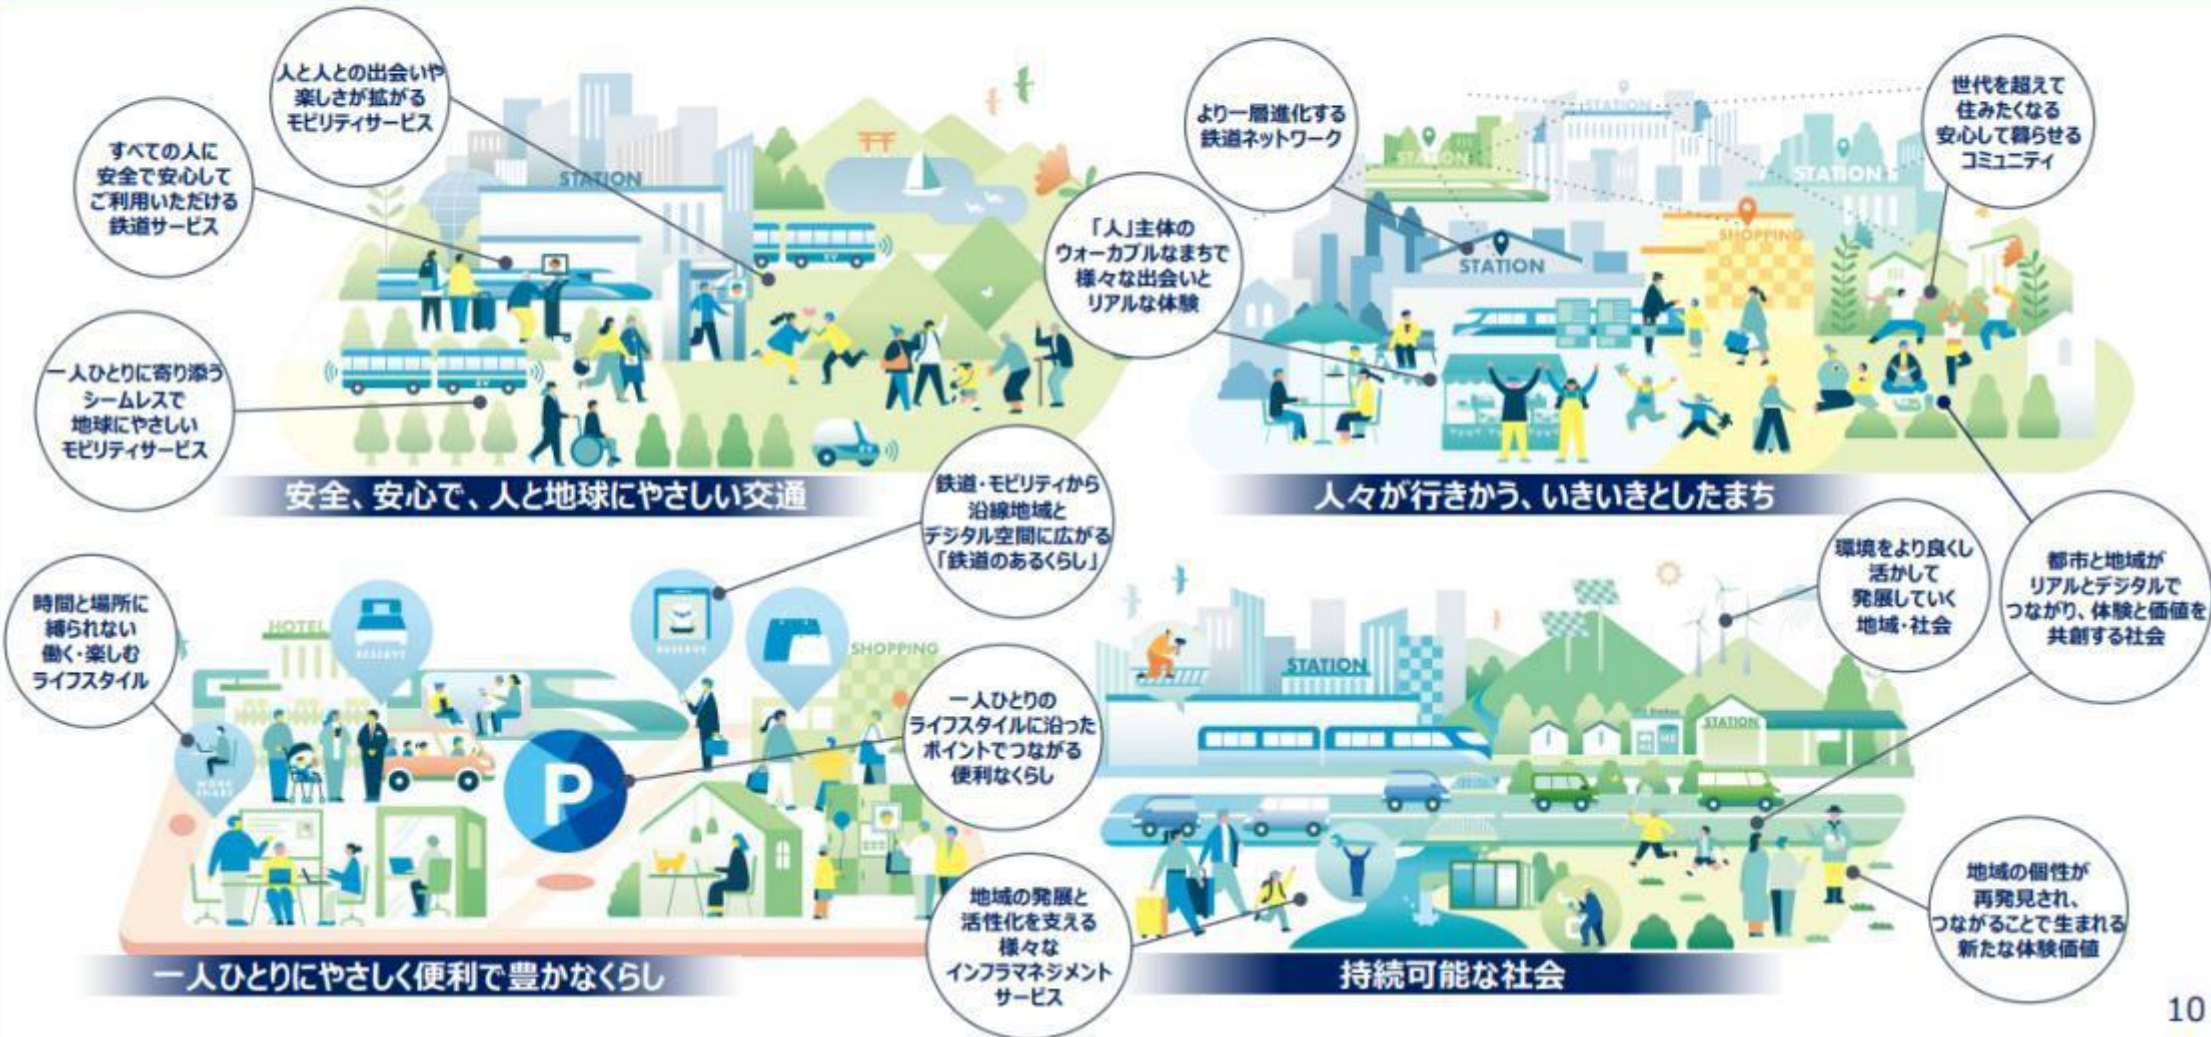 人と人との出会いや
楽しさが拡がる
モビリティサービス
すべての人に
安全で安心して
ご利用いただける
鉄道サービス
一人ひとりに寄り添う
シームレスで
地球にやさしい
モビリティサービス
STATION
EV
EV
EV
安全、安心で、人と地球にやさしい交通
より一層進化する
鉄道ネットワーク
世代を超えて
住みたくなる
安心して暮らせる
コミュニティ
「人」主体の
ウォーカブルなまちで
様々な出会いと
リアルな体験
STATION
STATION
STATION
SHOPPING
STATION
人々が行きかう、いきいきとしたまち
鉄道・モビリティから
沿線地域と
デジタル空間に広がる
「鉄道のあるくらし」
時間と場所に
縛られない
働く・楽しむ
ライフスタイル
HOTEL
RESERVE
RESERVE
SHOPPING
WORK
SHARE
P
一人ひとりの
ライフスタイルに沿った
ポイントでつながる
便利なくらし
一人ひとりにやさしく便利で豊かなくらし
環境をより良くし
活かして
発展していく
地域・社会
都市と地域が
リアルとデジタルで
つながり、体験と価値を
共創する社会
STATION
STATION
地域の発展と
活性化を支える
様々な
インフラマネジメント
サービス
地域の個性が
再発見され、
つながることで生まれる
新たな体験価値
持続可能な社会
10